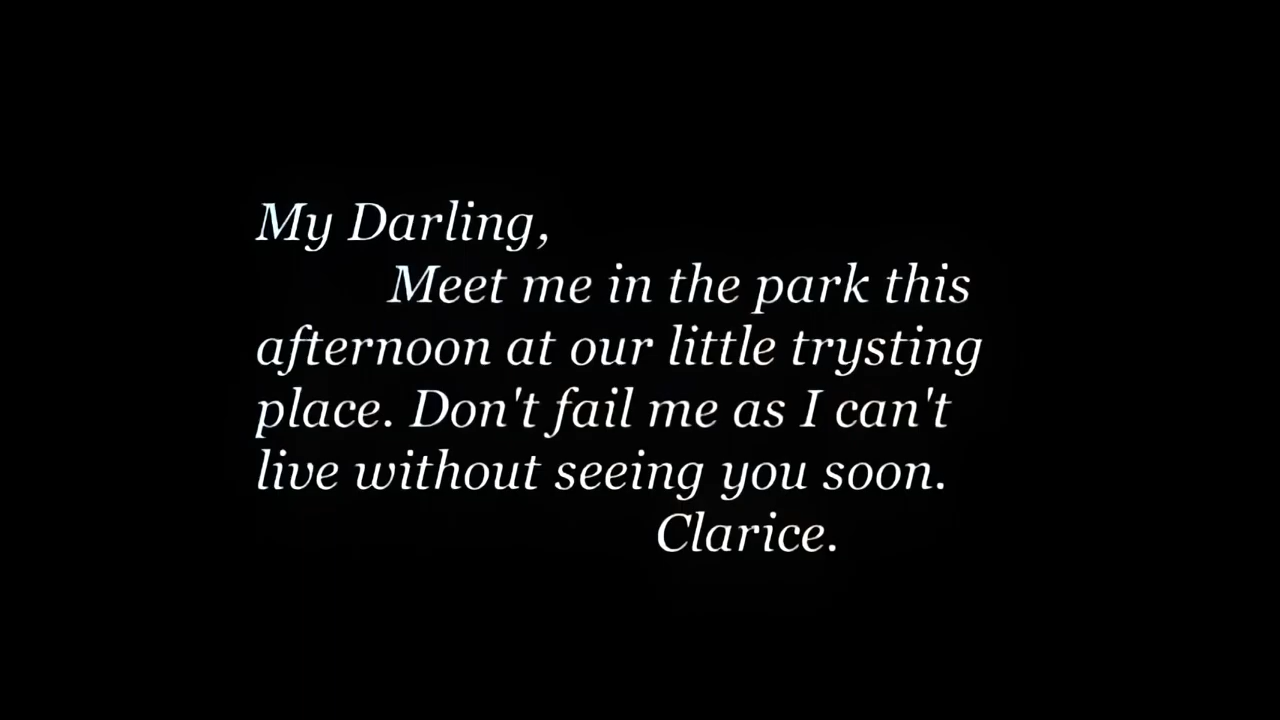 My Darling,
Meet me in the park this
afternoon at our little trysting
place. Don't fail me as I can't
live without seeing you soon.
Clarice.